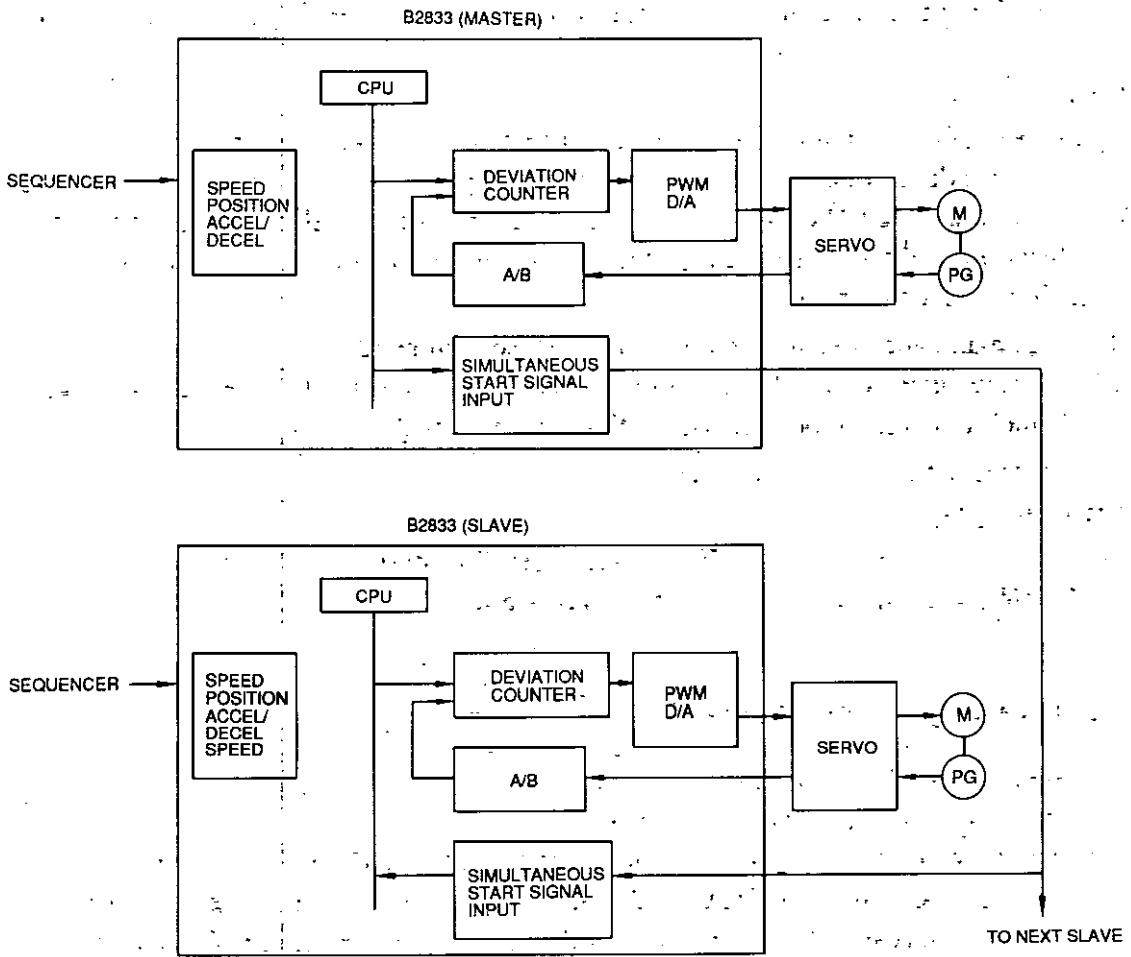 B2833 (MASTER)
CPU
SEQUENCER
SPEED
POSITION
ACCEL/
DECEL
DEVIATION
COUNTER
PWM
D/A
SERVO
M
PG
A/B
SIMULTANEOUS
START SIGNAL
INPUT
B2833 (SLAVE)
CPU
SEQUENCER
SPEED
POSITION
ACCEL/
DECEL
SPEED
DEVIATION
COUNTER
PWM
D/A
SERVO
M
PG
A/B
SIMULTANEOUS
START SIGNAL
INPUT
TO NEXT SLAVE